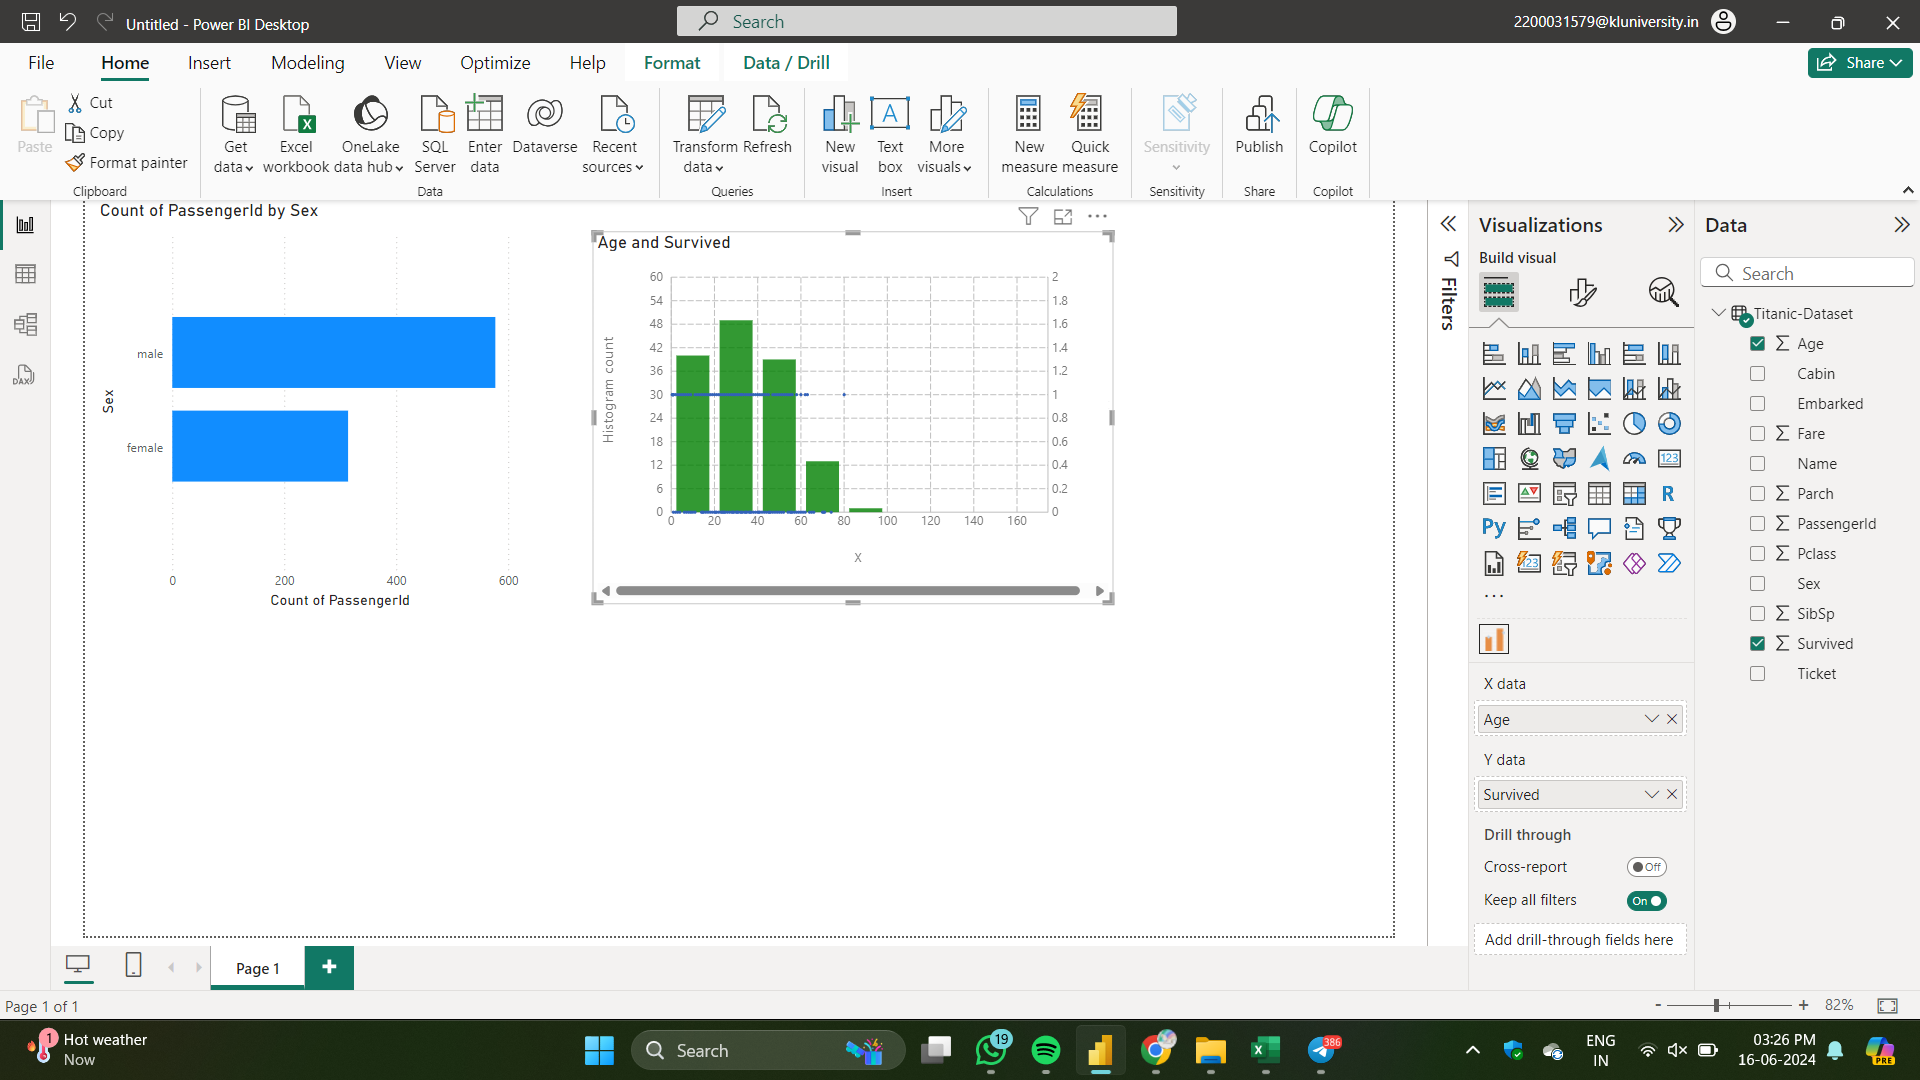 Untitled - Power BI Desktop
Search
2200031579@kluniversity.in
File Home Insert Modeling View Optimize Help Format Data / Drill
Share
Paste
Cut
Copy
Format painter
Clipboard
Get data
Excel workbook
OneLake data hub
SQL Server
Enter data
Dataverse
Recent sources
Data
Transform data
Refresh
Queries
New visual
Text box
More visuals
Insert
New measure
Quick measure
Calculations
Sensitivity
Sensitivity
Publish
Share
Copilot
Copilot
Count of PassengerId by Sex
Sex
male
female
0 200 400 600
Count of PassengerId
Age and Survived
Histogram count
60 2
54 1.8
48 1.6
42 1.4
36 1.2
30 1
24 0.8
18 0.6
12 0.4
6 0.2
0 0
0 20 40 60 80 100 120 140 160
X
Filters
Visualizations
Build visual
123
R
Py
123
...
X data
Age
Y data
Survived
Drill through
Cross-report
Off
Keep all filters
On
Add drill-through fields here
Data
Search
Titanic-Dataset
Age
Cabin
Embarked
Fare
Name
Parch
PassengerId
Pclass
Sex
SibSp
Survived
Ticket
DAX
Page 1
Page 1 of 1
- + 82%
1
Hot weather
Now
Search
19
386
ENG
IN
03:26 PM
16-06-2024
PRE